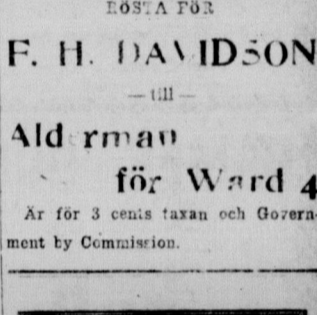 RÖSTA FÖR
F. H. DAVIDSON
— till —
Alderman
för Ward 4
Är för 3 cents taxan och Govern-
ment by Commission.